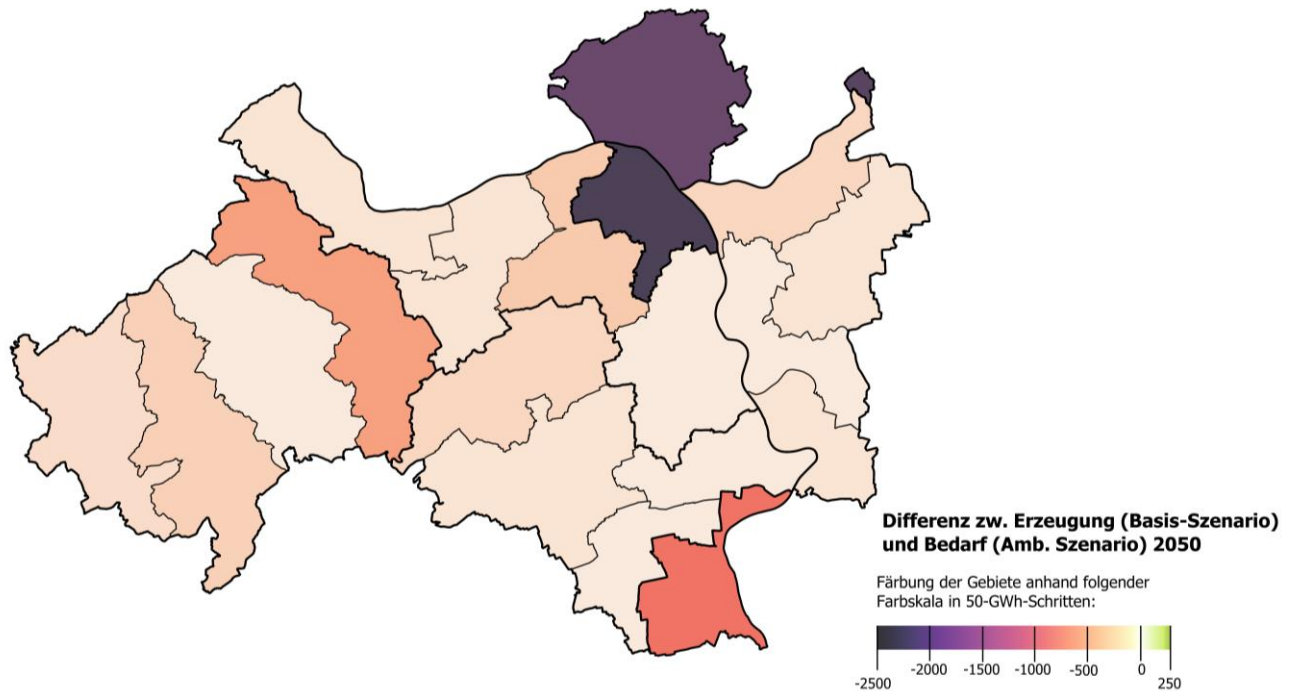 Differenz zw. Erzeugung (Basis-Szenario)
und Bedarf (Amb. Szenario) 2050
Färbung der Gebiete anhand folgender
Farbskala in 50-GWh-Schritten:
-2500 -2000 -1500 -1000 -500 0 250